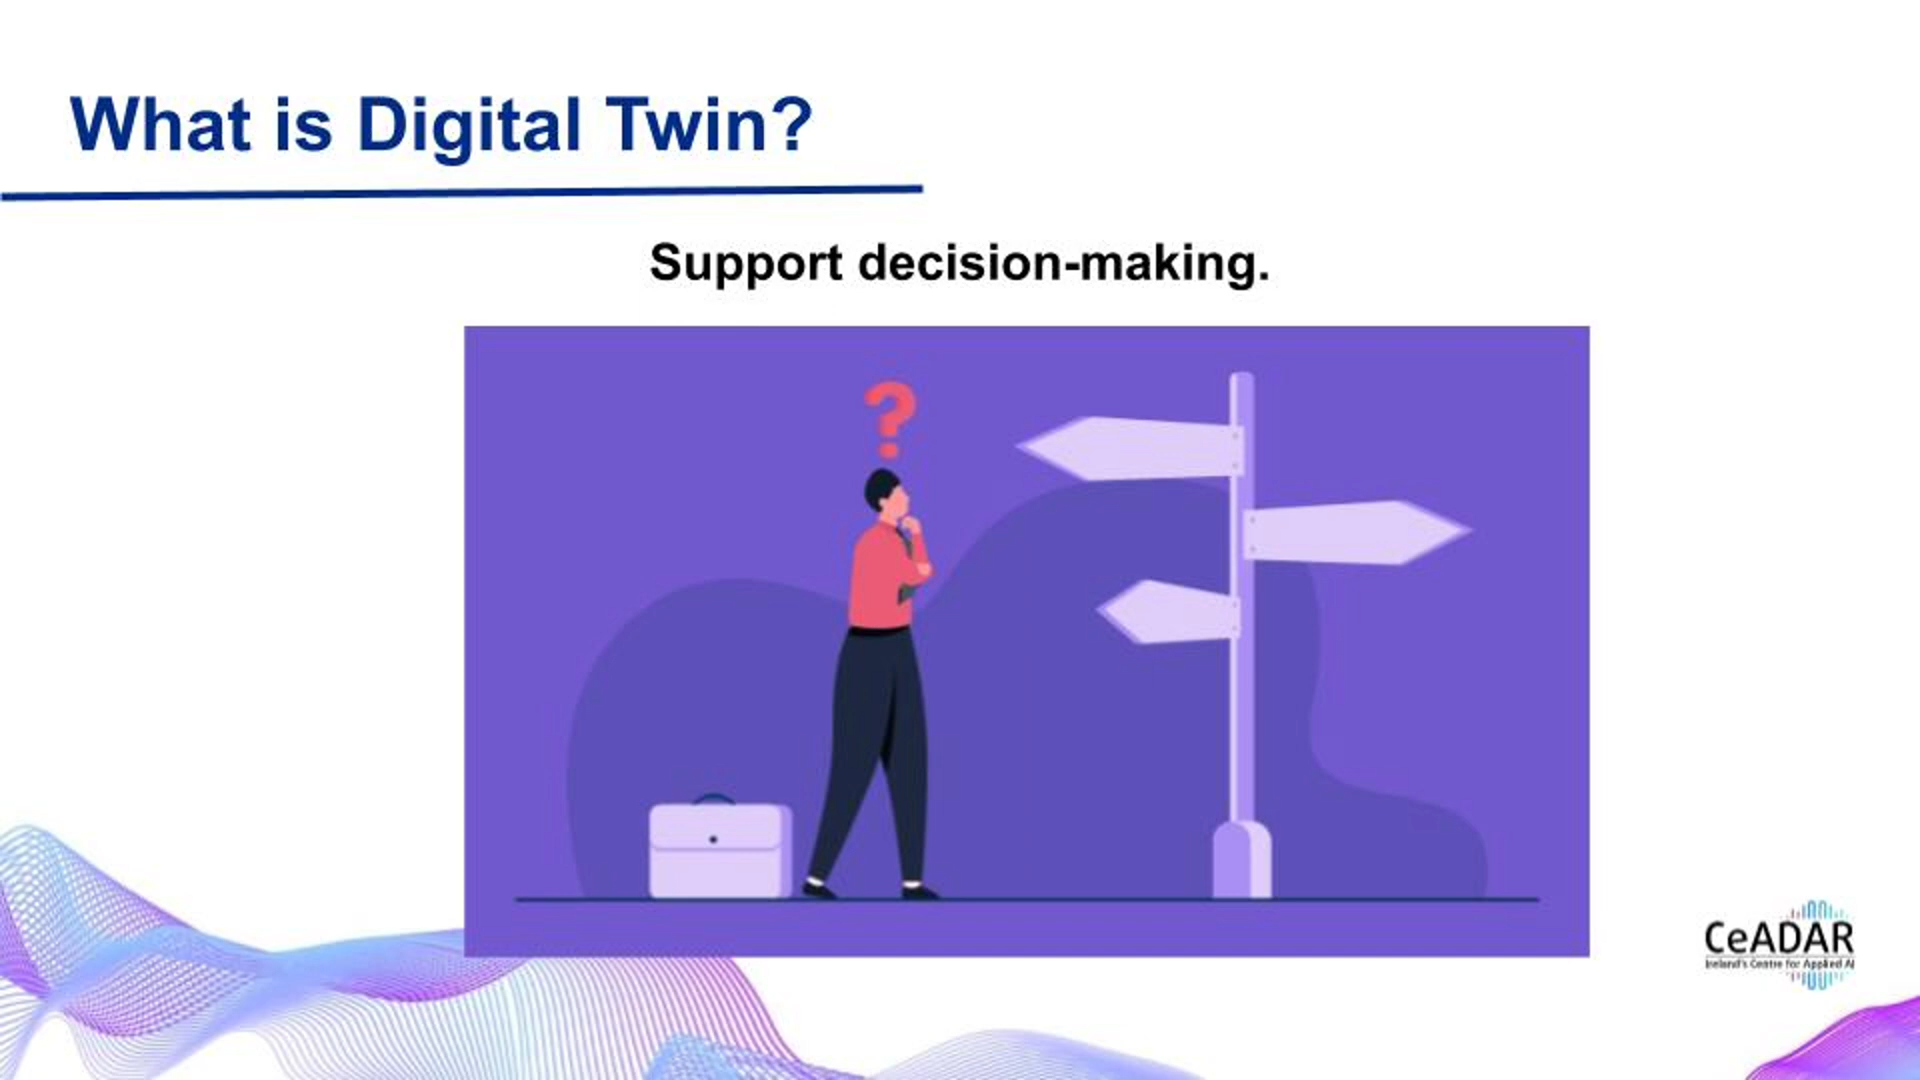 What is Digital Twin?
Support decision-making.
?
CeADAR
Ireland's Centre for Applied AI